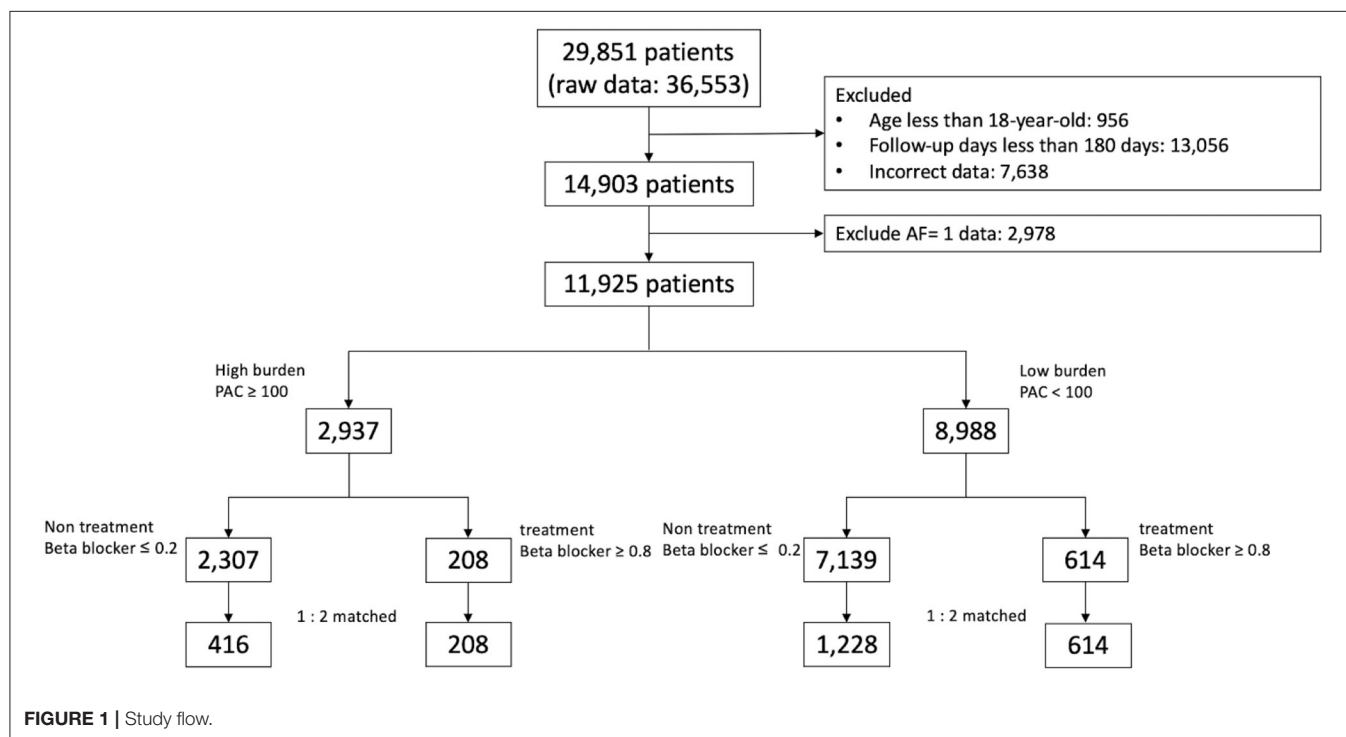 29,851 patients
(raw data: 36,553)
Excluded
• Age less than 18-year-old: 956
• Follow-up days less than 180 days: 13,056
• Incorrect data: 7,638
14,903 patients
Exclude AF= 1 data: 2,978
11,925 patients
High burden
PAC ≥ 100
Low burden
PAC < 100
2,937
8,988
Non treatment
Beta blocker ≤ 0.2
treatment
Beta blocker ≥ 0.8
Non treatment
Beta blocker ≤ 0.2
treatment
Beta blocker ≥ 0.8
2,307
208
7,139
614
1 : 2 matched
1 : 2 matched
416
208
1,228
614
FIGURE 1 | Study flow.